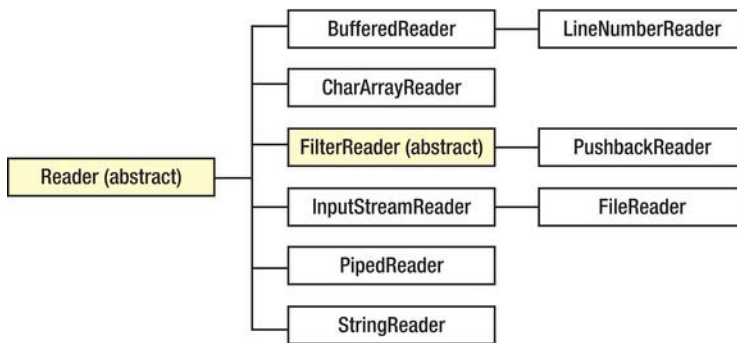 BufferedReader
LineNumberReader
CharArrayReader
FilterReader (abstract)
PushbackReader
Reader (abstract)
InputStreamReader
FileReader
PipedReader
StringReader